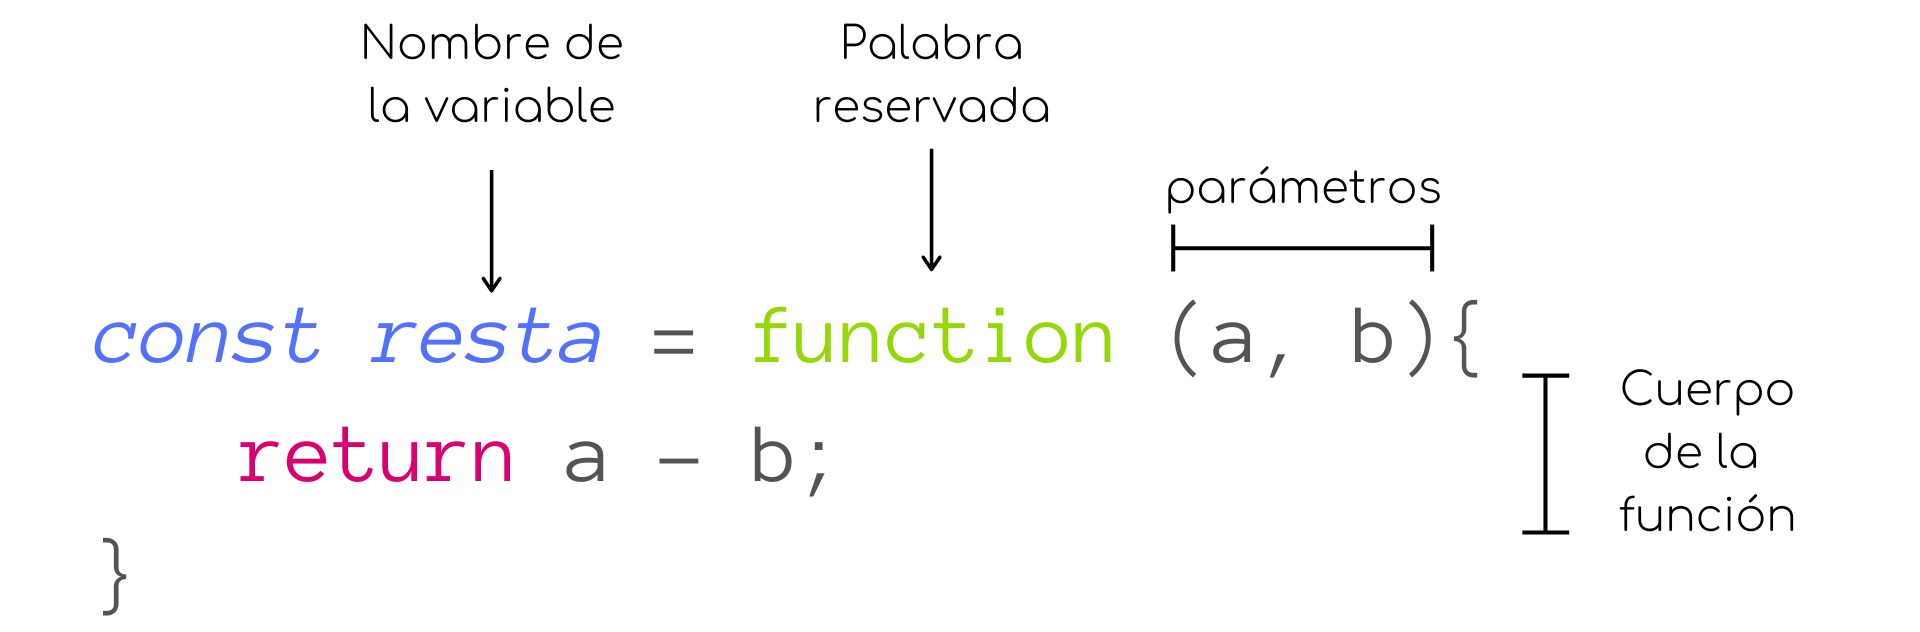 Nombre de
la variable
Palabra
reservada
parámetros
const resta = function (a, b){
return a - b;
}
Cuerpo
de la
función